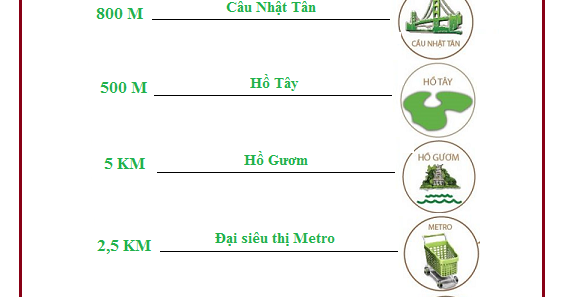 800 M Cầu Nhật Tân
CẦU NHẬT TÂN
500 M Hồ Tây
HỒ TÂY
5 KM Hồ Gươm
HỒ GƯƠM
2,5 KM Đại siêu thị Metro
METRO